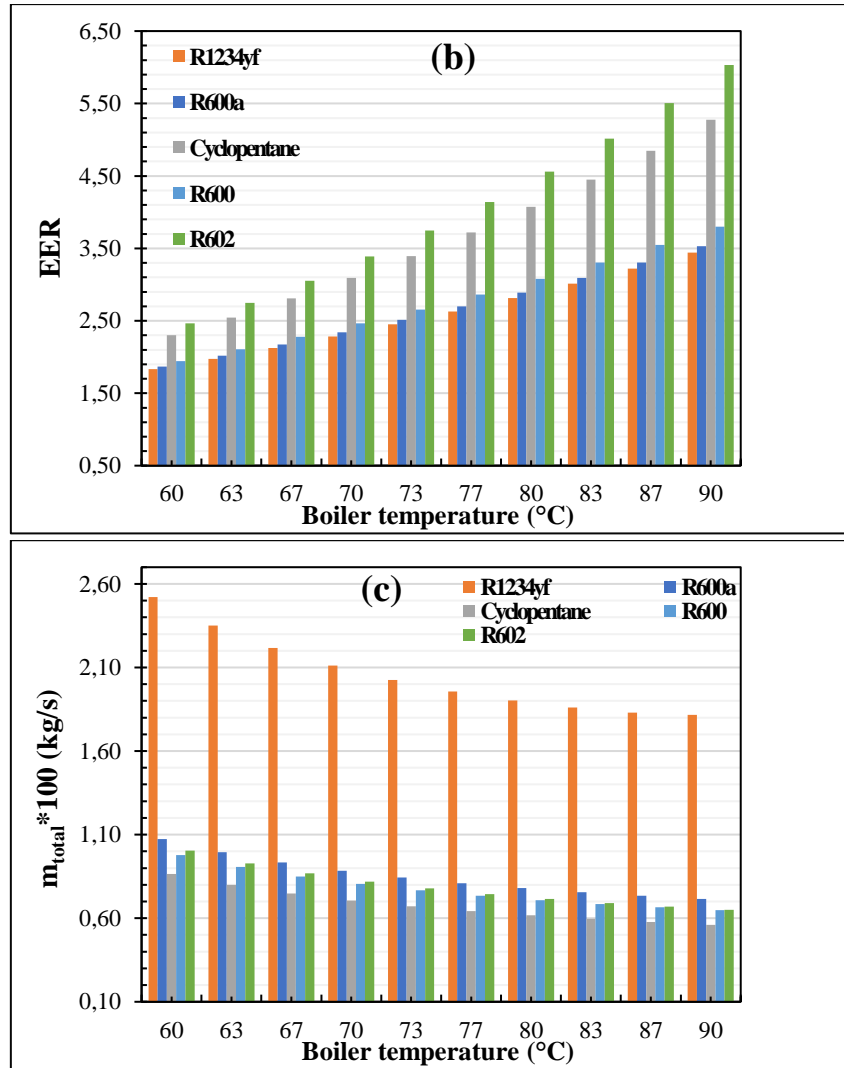 (b)
6,50
5,50
4,50
3,50
2,50
1,50
0,50
EER
R1234yf
R600a
Cyclopentane
R600
R602
60 63 67 70 73 77 80 83 87 90
Boiler temperature (°C)
(c)
2,60
2,10
1,60
1,10
0,60
0,10
m_total*100 (kg/s)
R1234yf R600a
Cyclopentane R600
R602
60 63 67 70 73 77 80 83 87 90
Boiler temperature (°C)